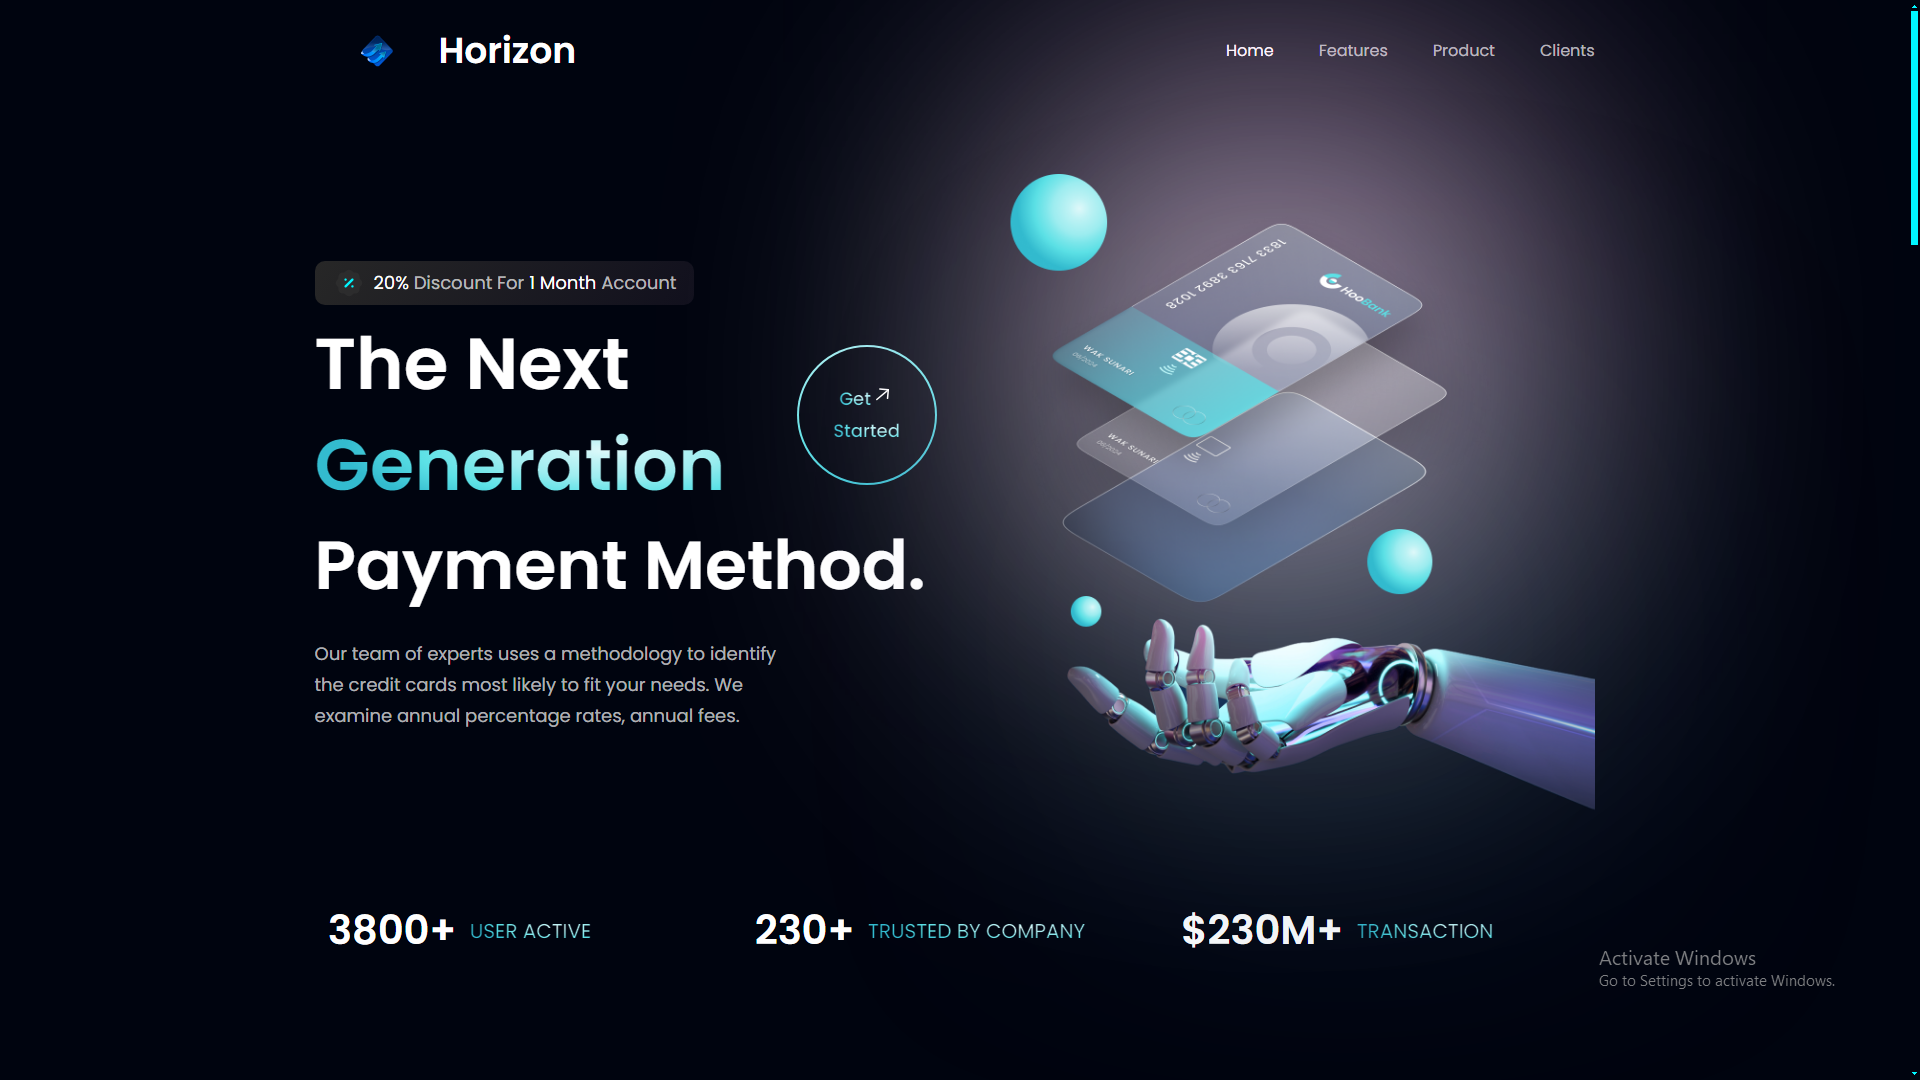 Horizon
Home
Features
Product
Clients
20% Discount For 1 Month Account
The Next
Generation
Payment Method.
Get
Started
Our team of experts uses a methodology to identify
the credit cards most likely to fit your needs. We
examine annual percentage rates, annual fees.
1833 7163 3892 1028
HooBank
WAK SUNARI
06/2024
WAK SUNARI
3800+ USER ACTIVE
230+ TRUSTED BY COMPANY
$230M+ TRANSACTION
Activate Windows
Go to Settings to activate Windows.